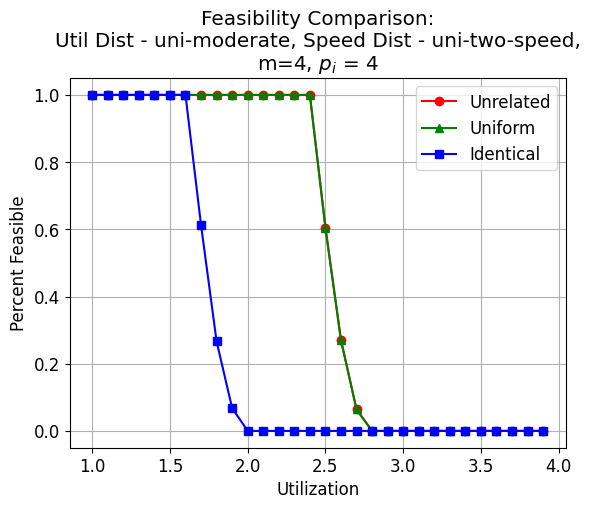 Feasibility Comparison:
Util Dist - uni-moderate, Speed Dist - uni-two-speed,
m=4, p_i = 4
1.0
0.8
0.6
0.4
0.2
0.0
Percent Feasible
Unrelated
Uniform
Identical
1.0 1.5 2.0 2.5 3.0 3.5 4.0
Utilization